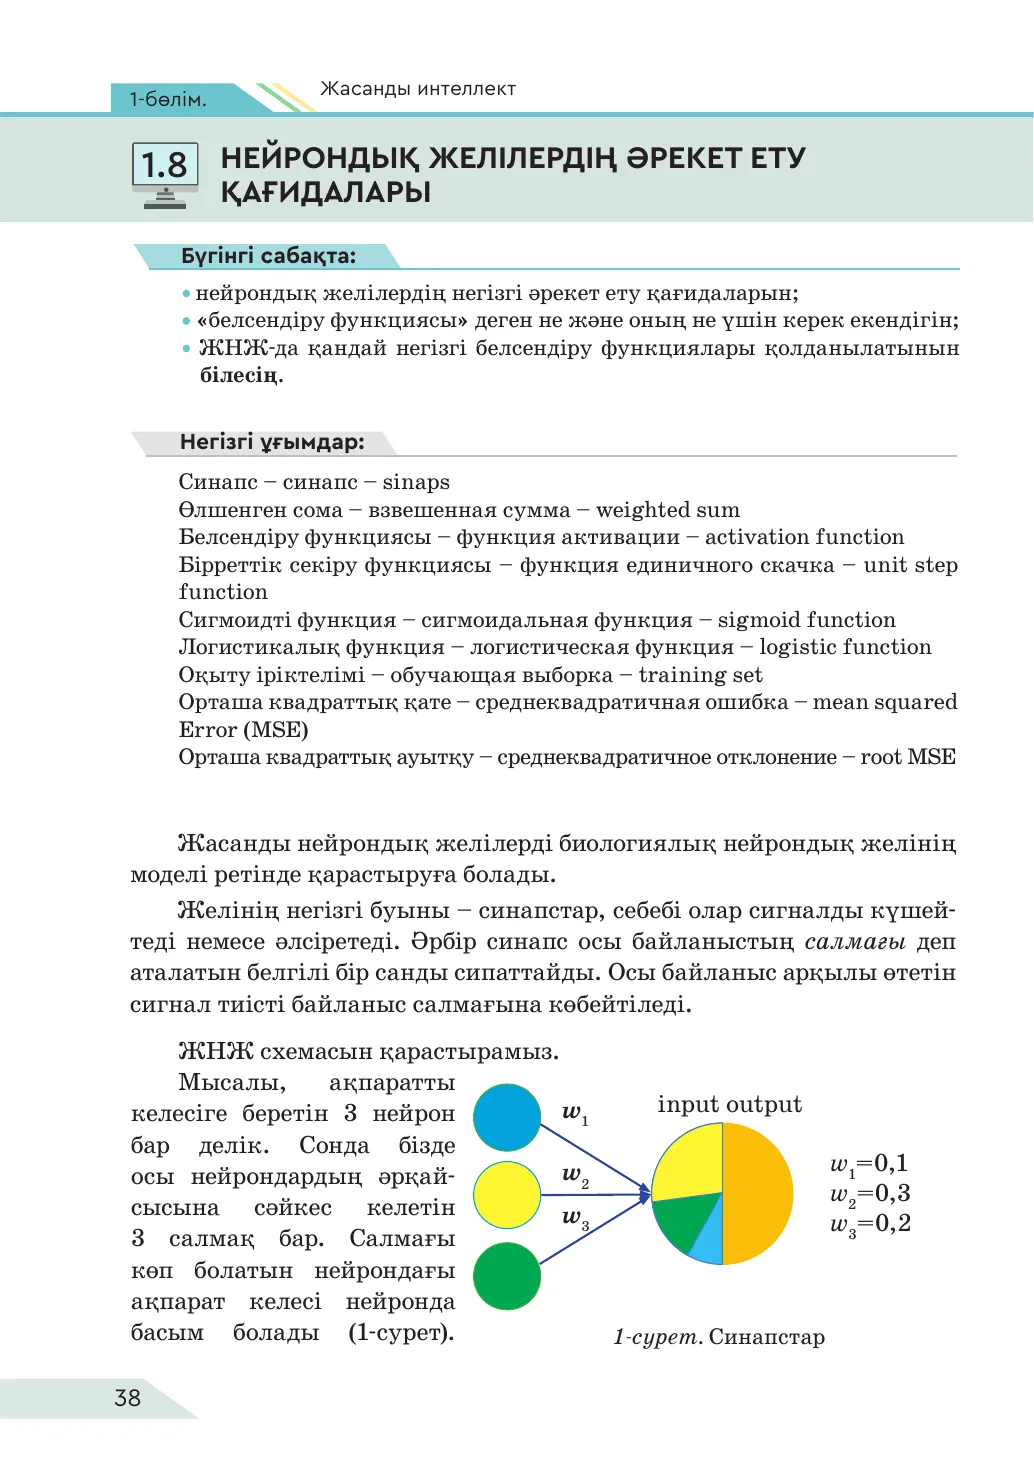 1-бөлім.
Жасанды интеллект
1.8
НЕЙРОНДЫҚ ЖЕЛІЛЕРДІҢ ӘРЕКЕТ ЕТУ
ҚАҒИДАЛАРЫ
Бүгінгі сабақта:
• нейрондық желілердің негізгі әрекет ету қағидаларын;
• «белсендіру функциясы» деген не және оның не үшін керек екендігін;
• ЖНЖ-да қандай негізгі белсендіру функциялары қолданылатынын
білесің.
Негізгі ұғымдар:
Синапс – синапс – sinaps
Өлшенген сома – взвешенная сумма – weighted sum
Белсендіру функциясы – функция активации – activation function
Бірреттік секіру функциясы – функция единичного скачка – unit step
function
Сигмоидті функция – сигмоидальная функция – sigmoid function
Логистикалық функция – логистическая функция – logistic function
Оқыту іріктелімі – обучающая выборка – training set
Орташа квадраттық қате – среднеквадратичная ошибка – mean squared
Error (MSE)
Орташа квадраттық ауытқу – среднеквадратичное отклонение – root MSE
Жасанды нейрондық желілерді биологиялық нейрондық желінің
моделі ретінде қарастыруға болады.
Желінің негізгі буыны – синапстар, себебі олар сигналды күшей-
теді немесе әлсіретеді. Әрбір синапс осы байланыстың салмағы деп
аталатын белгілі бір санды сипаттайды. Осы байланыс арқылы өтетін
сигнал тиісті байланыс салмағына көбейтіледі.
ЖНЖ схемасын қарастырамыз.
Мысалы, ақпаратты
келесіге беретін 3 нейрон
бар делік. Сонда бізде
осы нейрондардың әрқай-
сысына сәйкес келетін
3 салмақ бар. Салмағы
көп болатын нейрондағы
ақпарат келесі нейронда
басым болады (1-сурет).
w1
w2
w3
input output
w1=0,1
w2=0,3
w3=0,2
1-сурет. Синапстар
38